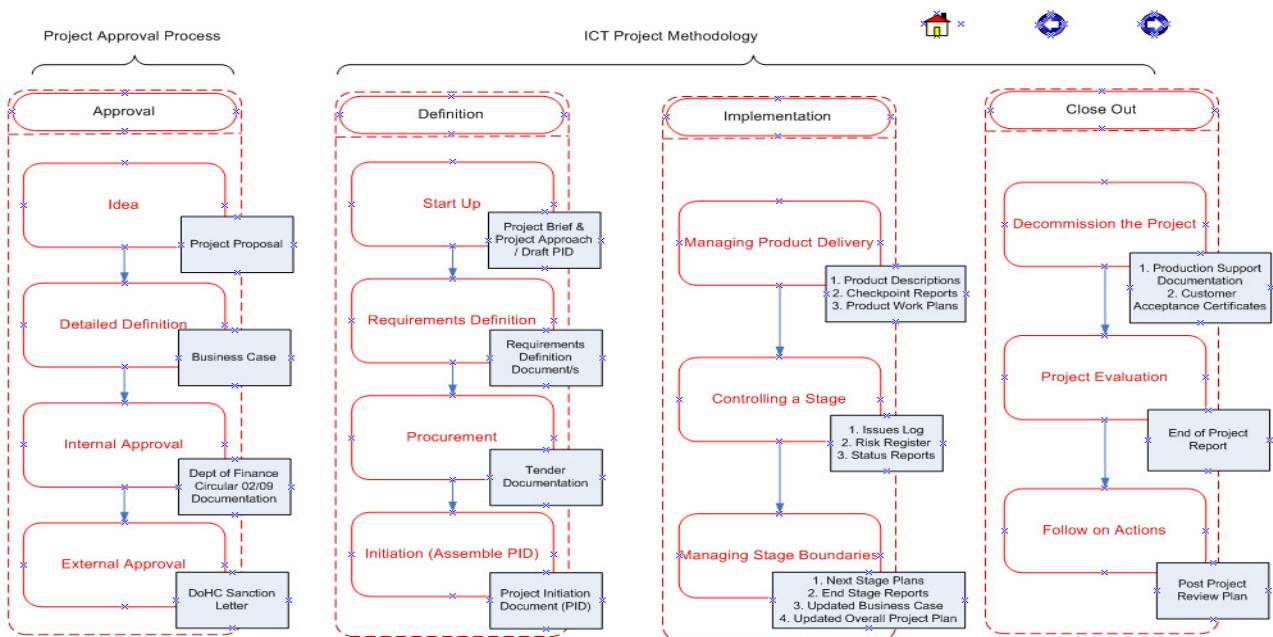 Project Approval Process
ICT Project Methodology
Approval
Idea
Project Proposal
Detailed Definition
Business Case
Internal Approval
Dept of Finance
Circular 02/09
Documentation
External Approval
DoHC Sanction
Letter
Definition
Start Up
Project Brief &
Project Approach
/ Draft PID
Requirements Definition
Requirements
Definition
Document/s
Procurement
Tender
Documentation
Initiation (Assemble PID)
Project Initiation
Document (PID)
Implementation
Managing Product Delivery
1. Product Descriptions
2. Checkpoint Reports
3. Product Work Plans
Controlling a Stage
1. Issues Log
2. Risk Register
3. Status Reports
Managing Stage Boundaries
1. Next Stage Plans
2. End Stage Reports
3. Updated Business Case
4. Updated Overall Project Plan
Close Out
Decommission the Project
1. Production Support
Documentation
2. Customer
Acceptance Certificates
Project Evaluation
End of Project
Report
Follow on Actions
Post Project
Review Plan